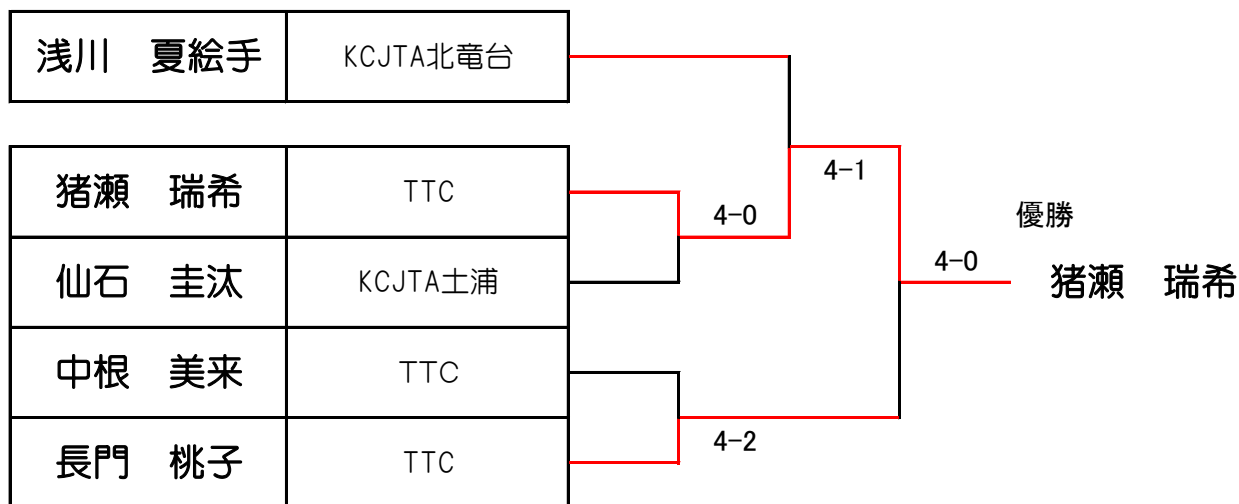 浅川　夏絵手　KCJTA北竜台
猪瀬　瑞希　TTC
仙石　圭汰　KCJTA土浦
中根　美来　TTC
長門　桃子　TTC
4-0
4-1
4-2
4-0
優勝
猪瀬　瑞希